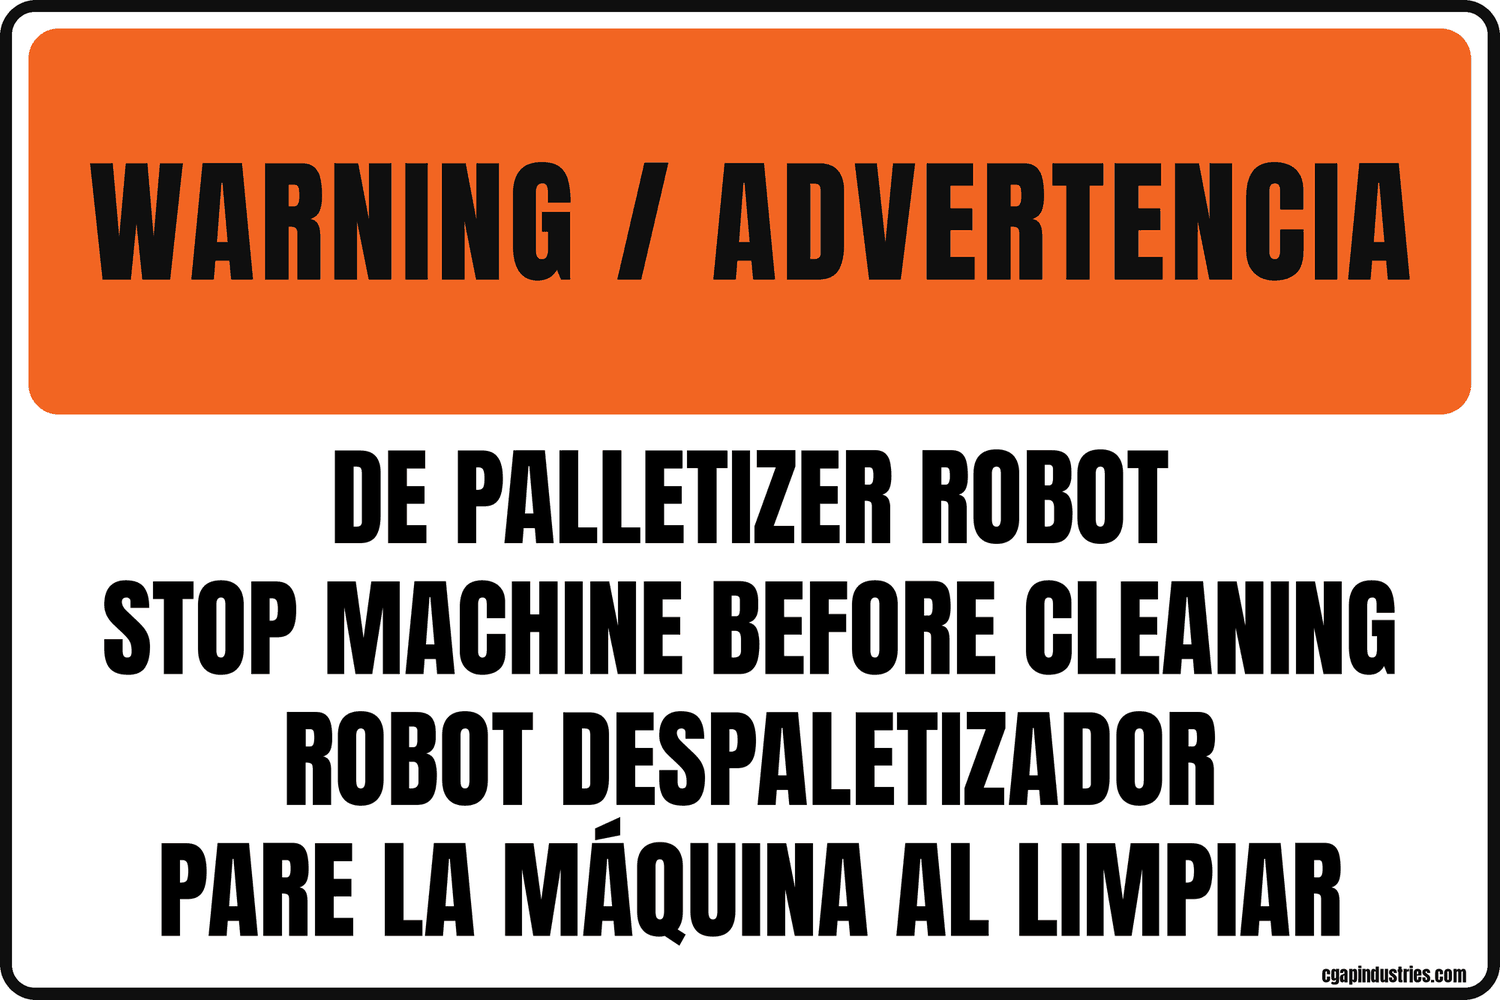 WARNING / ADVERTENCIA
DE PALLETIZER ROBOT
STOP MACHINE BEFORE CLEANING
ROBOT DESPALETIZADOR
PARE LA MÁQUINA AL LIMPIAR
cgapindustries.com